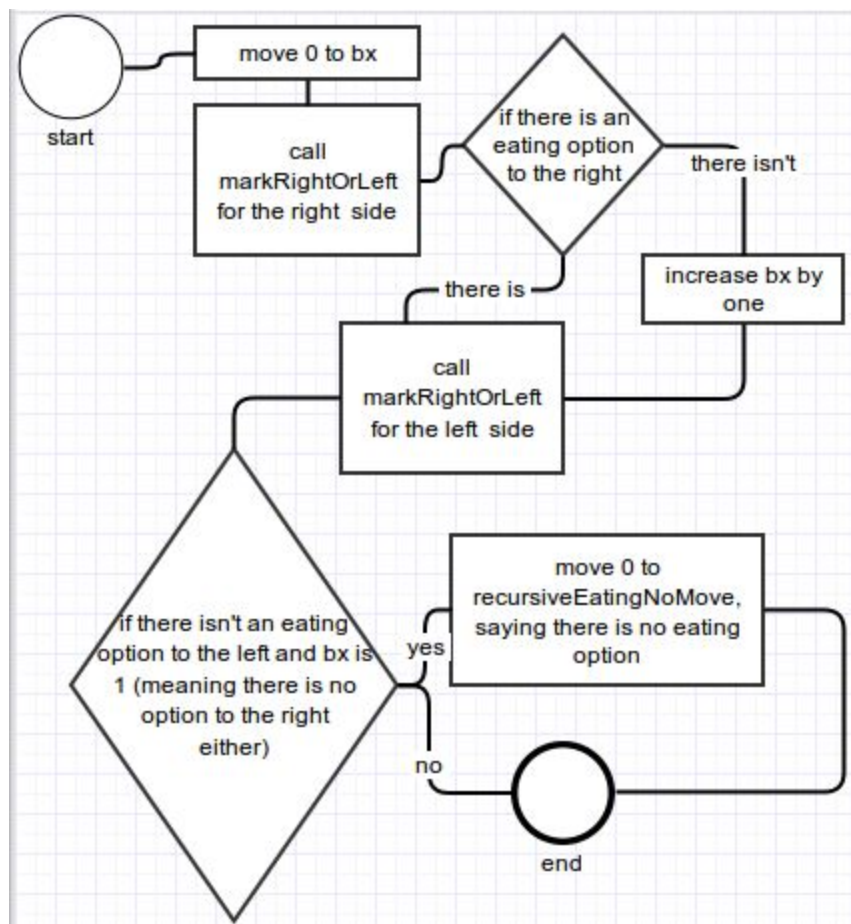 move 0 to bx
start
call
markRightOrLeft
for the right side
if there is an
eating option
to the right
there isn't
increase bx by
one
there is
call
markRightOrLeft
for the left side
if there isn't an eating
option to the left and bx is
1 (meaning there is no
option to the right
either)
yes
move 0 to
recursiveEatingNoMove,
saying there is no eating
option
no
end